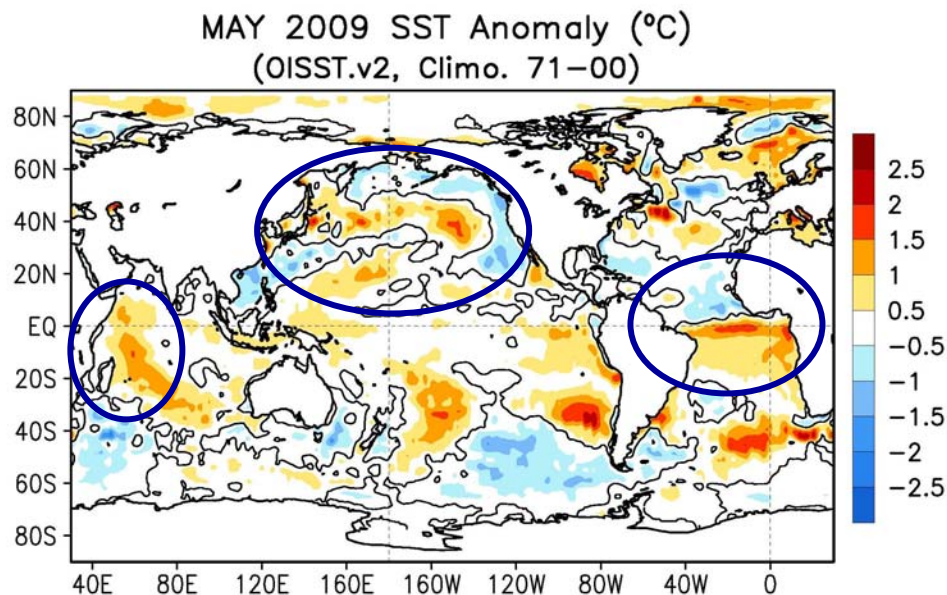 MAY 2009 SST Anomaly (°C)
(OISST.v2, Climo. 71-00)
80N
60N
40N
20N
EQ
20S
40S
60S
80S
40E 80E 120E 160E 160W 120W 80W 40W 0
2.5
2
1.5
1
0.5
-0.5
-1
-1.5
-2
-2.5